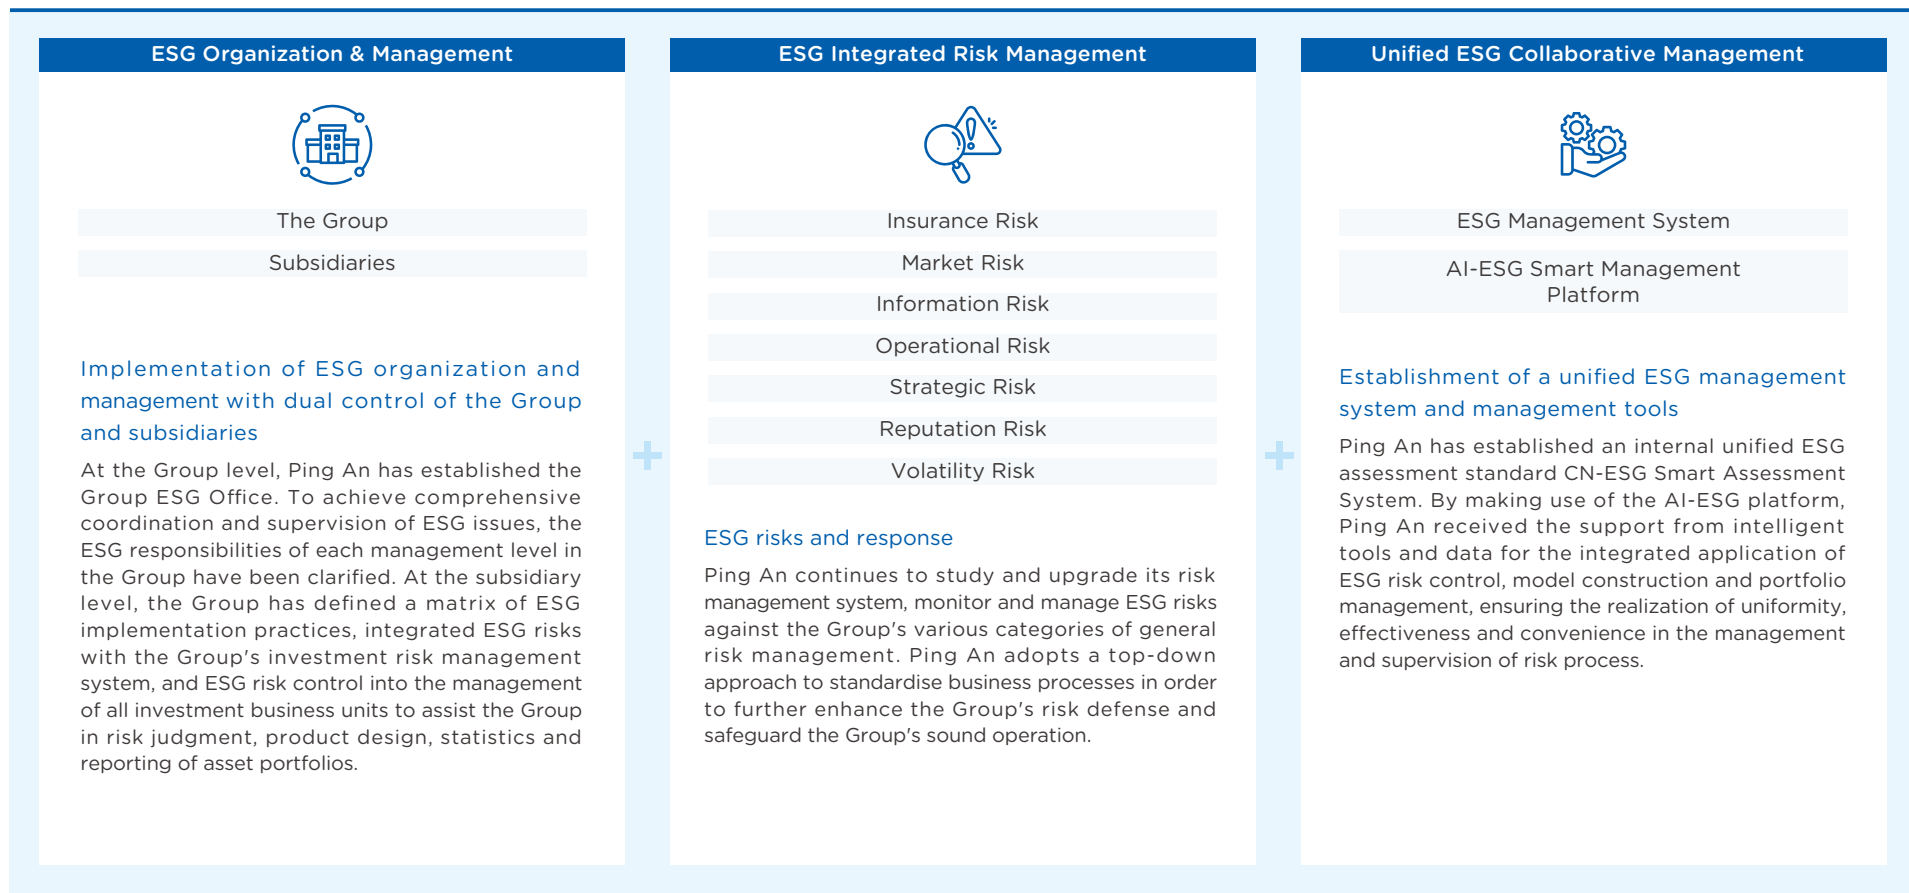 ESG Organization & Management
The Group
Subsidiaries
Implementation of ESG organization and
management with dual control of the Group
and subsidiaries
At the Group level, Ping An has established the
Group ESG Office. To achieve comprehensive
coordination and supervision of ESG issues, the
ESG responsibilities of each management level in
the Group have been clarified. At the subsidiary
level, the Group has defined a matrix of ESG
implementation practices, integrated ESG risks
with the Group's investment risk management
system, and ESG risk control into the management
of all investment business units to assist the Group
in risk judgment, product design, statistics and
reporting of asset portfolios.
+
ESG Integrated Risk Management
Insurance Risk
Market Risk
Information Risk
Operational Risk
Strategic Risk
Reputation Risk
Volatility Risk
ESG risks and response
Ping An continues to study and upgrade its risk
management system, monitor and manage ESG risks
against the Group's various categories of general
risk management. Ping An adopts a top-down
approach to standardise business processes in order
to further enhance the Group's risk defense and
safeguard the Group's sound operation.
+
Unified ESG Collaborative Management
ESG Management System
AI-ESG Smart Management
Platform
Establishment of a unified ESG management
system and management tools
Ping An has established an internal unified ESG
assessment standard CN-ESG Smart Assessment
System. By making use of the AI-ESG platform,
Ping An received the support from intelligent
tools and data for the integrated application of
ESG risk control, model construction and portfolio
management, ensuring the realization of uniformity,
effectiveness and convenience in the management
and supervision of risk process.